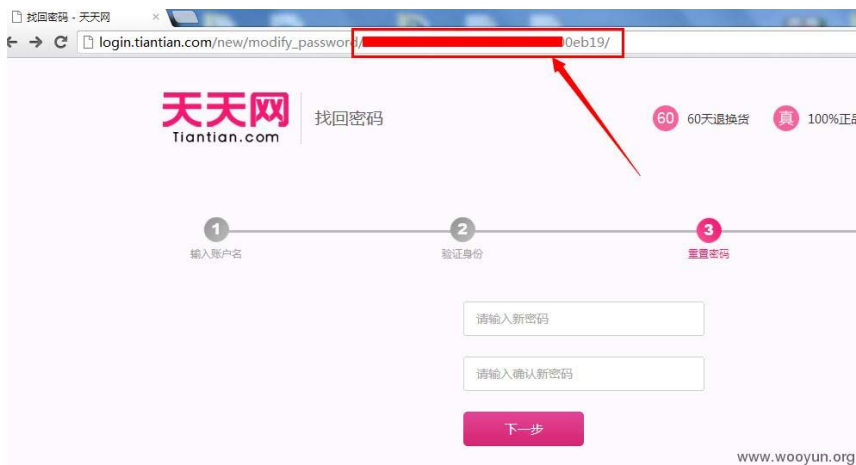 找回密码 - 天天网
login.tiantian.com/new/modify_password/
00eb19/
天天网
Tiantian.com
找回密码
60 60天退换货
真 100%正品
1
2
3
输入账户名
验证身份
重置密码
请输入新密码
请输入确认新密码
下一步
www.wooyun.org